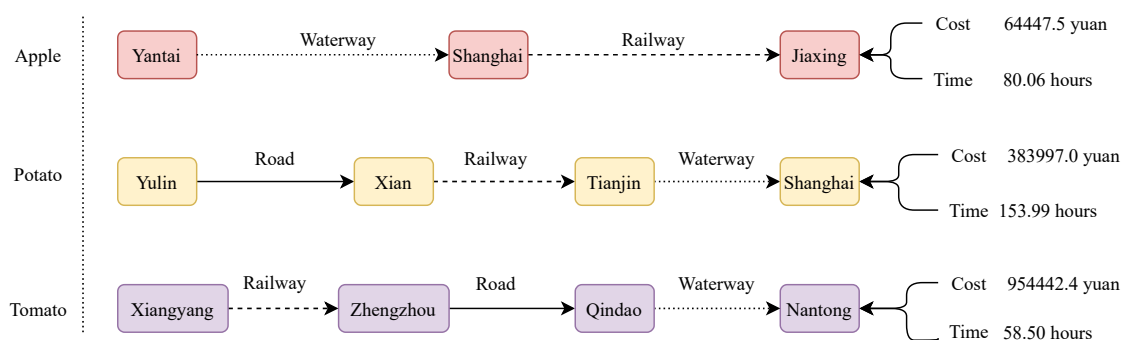 Apple
Yantai
Waterway
Shanghai
Railway
Jiaxing
Cost 64447.5 yuan
Time 80.06 hours
Potato
Yulin
Road
Xian
Railway
Tianjin
Waterway
Shanghai
Cost 383997.0 yuan
Time 153.99 hours
Tomato
Xiangyang
Railway
Zhengzhou
Road
Qindao
Waterway
Nantong
Cost 954442.4 yuan
Time 58.50 hours